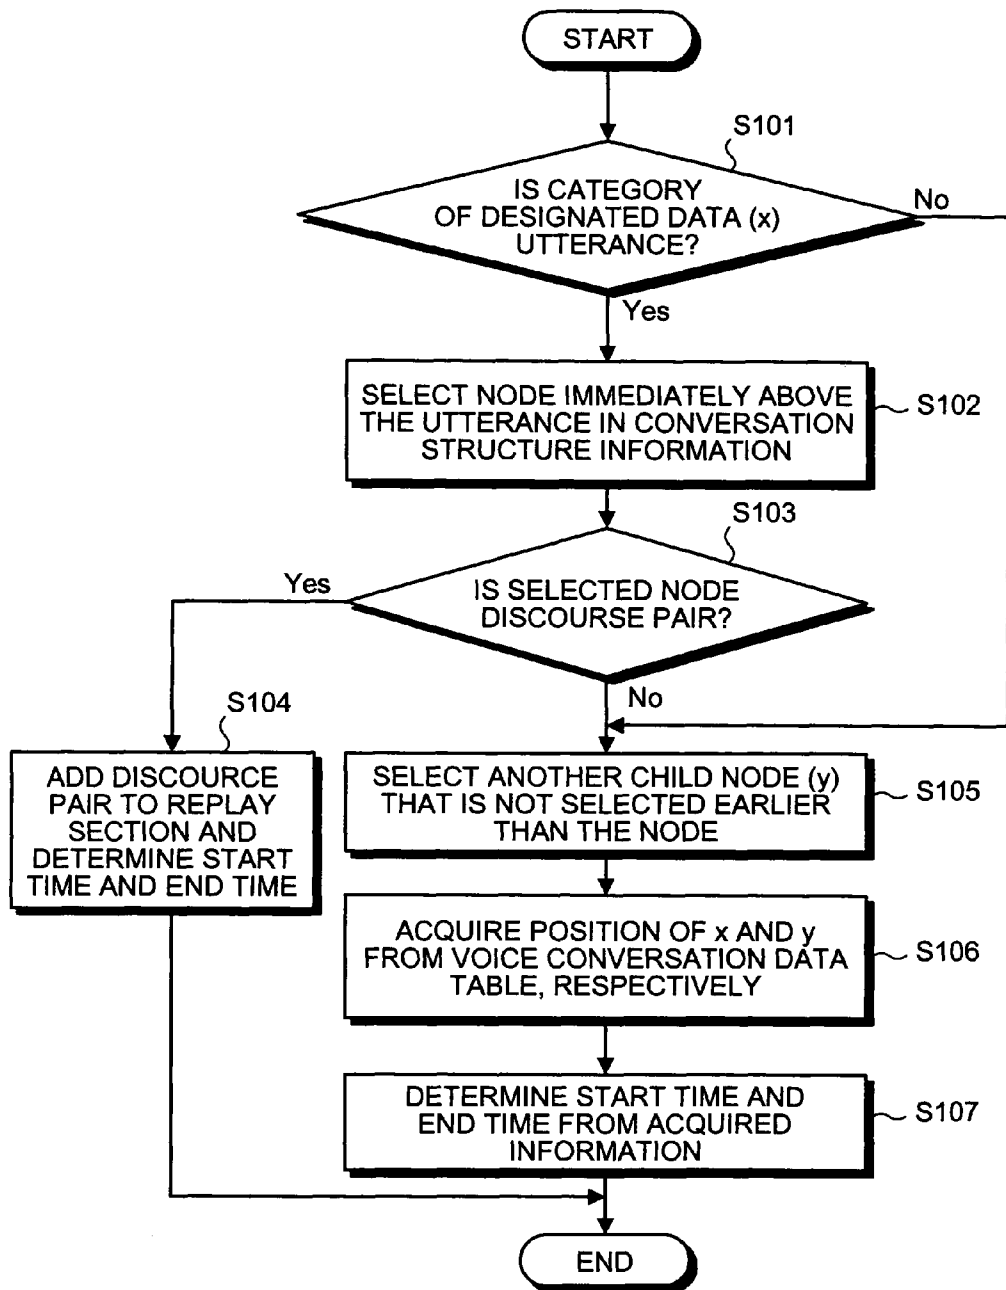 START
S101
IS CATEGORY
OF DESIGNATED DATA (x)
UTTERANCE?
No
Yes
SELECT NODE IMMEDIATELY ABOVE
THE UTTERANCE IN CONVERSATION
STRUCTURE INFORMATION
S102
S103
Yes
IS SELECTED NODE
DISCOURSE PAIR?
No
S104
ADD DISCOURCE
PAIR TO REPLAY
SECTION AND
DETERMINE START
TIME AND END TIME
SELECT ANOTHER CHILD NODE (y)
THAT IS NOT SELECTED EARLIER
THAN THE NODE
S105
ACQUIRE POSITION OF x AND y
FROM VOICE CONVERSATION DATA
TABLE, RESPECTIVELY
S106
DETERMINE START TIME AND
END TIME FROM ACQUIRED
INFORMATION
S107
END